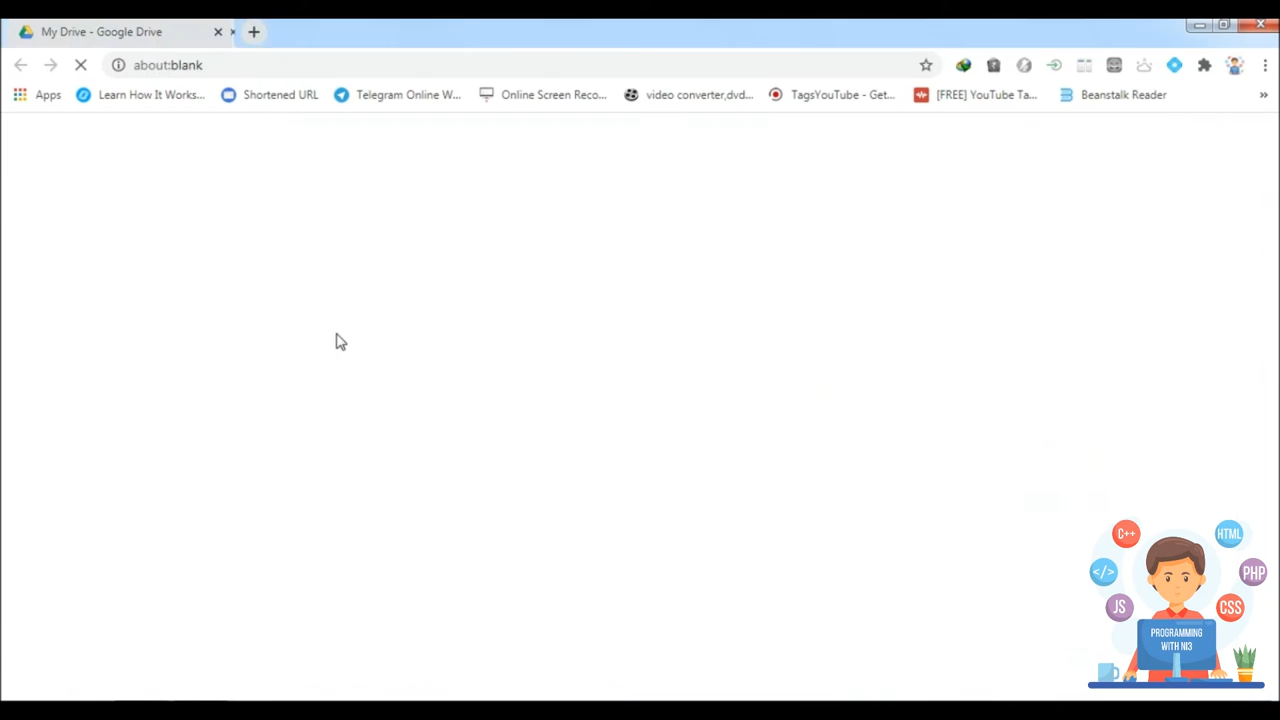 My Drive - Google Drive
about:blank
Apps Learn How It Works... Shortened URL Telegram Online W... Online Screen Reco... video converter,dvd... TagsYouTube - Get... [FREE] YouTube Ta... Beanstalk Reader »
C++ HTML
</> PHP
JS CSS
PROGRAMMING
WITH NI3